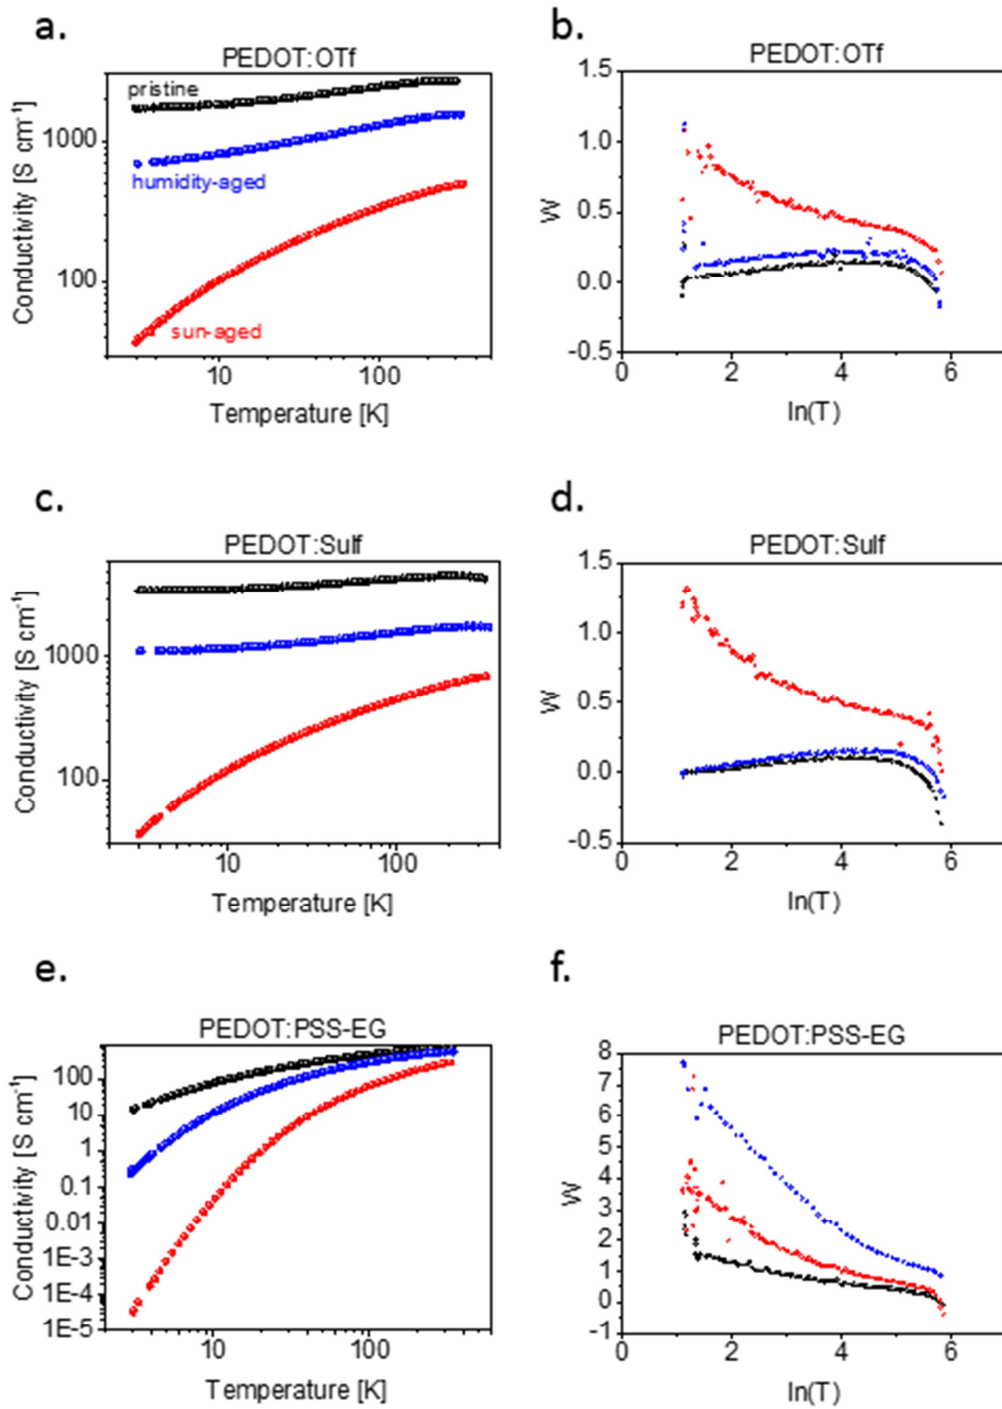 a.
PEDOT:OTf
Conductivity [S cm-1]
1000
100
pristine
humidity-aged
sun-aged
10
100
Temperature [K]
b.
PEDOT:OTf
W
1.5
1.0
0.5
0.0
-0.5
0
2
4
6
ln(T)
c.
PEDOT:Sulf
Conductivity [S cm-1]
1000
100
10
100
Temperature [K]
d.
PEDOT:Sulf
W
1.5
1.0
0.5
0.0
-0.5
0
2
4
6
ln(T)
e.
PEDOT:PSS-EG
Conductivity [S cm-1]
100
10
1
0.1
0.01
1E-3
1E-4
1E-5
10
100
Temperature [K]
f.
PEDOT:PSS-EG
W
8
7
6
5
4
3
2
1
0
-1
0
2
4
6
ln(T)